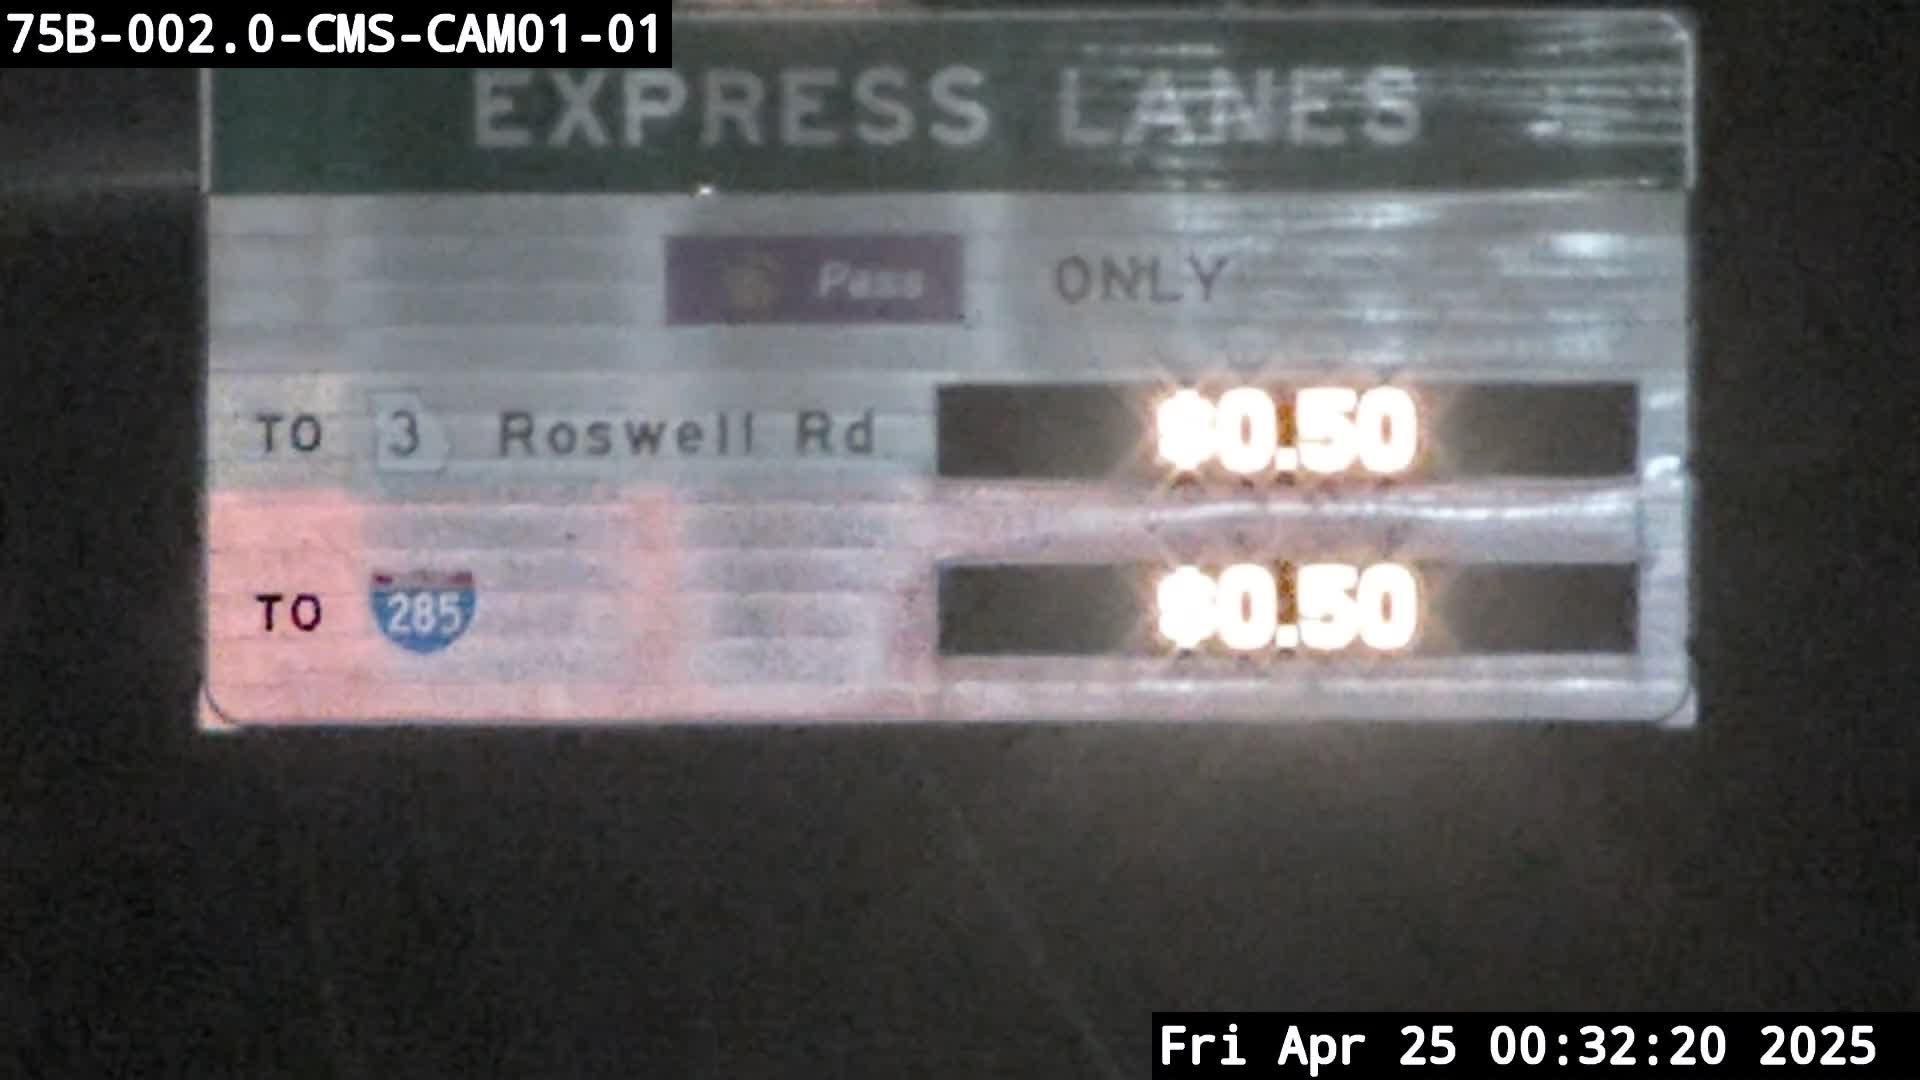 75B-002.0-CMS-CAM01-01
EXPRESS LANES
Pass ONLY
TO 3 Roswell Rd $0.50
TO 285 $0.50
Fri Apr 25 00:32:20 2025